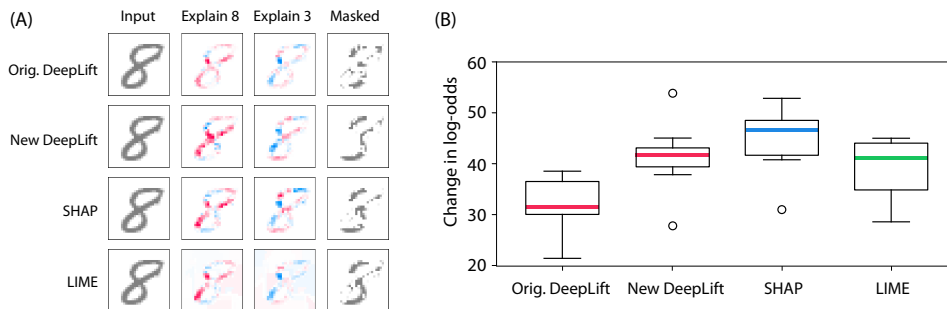 (A)
Input Explain 8 Explain 3 Masked
Orig. DeepLift
New DeepLift
SHAP
LIME
(B)
Change in log-odds
60
50
40
30
20
Orig. DeepLift New DeepLift SHAP LIME